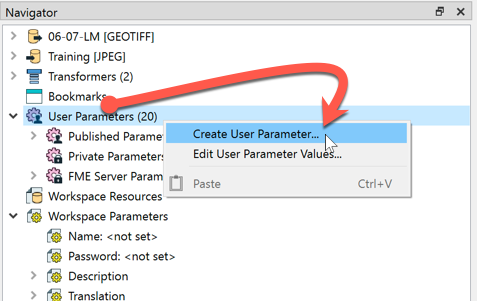 Navigator
06-07-LM [GEOTIFF]
Training [JPEG]
Transformers (2)
Bookmarks
User Parameters (20)
Create User Parameter...
Published Parame
Edit User Parameter Values...
Private Parameters
FME Server Param
Paste Ctrl+V
Workspace Resources
Workspace Parameters
Name: <not set>
Password: <not set>
Description
Translation